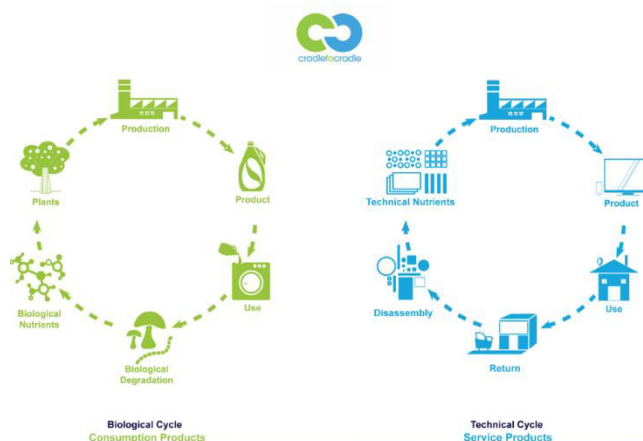 cradletocradle
Production
Product
Use
Biological
Degradation
Biological
Nutrients
Plants
Biological Cycle
Consumption Products
Production
Product
Use
Return
Disassembly
Technical Nutrients
Technical Cycle
Service Products